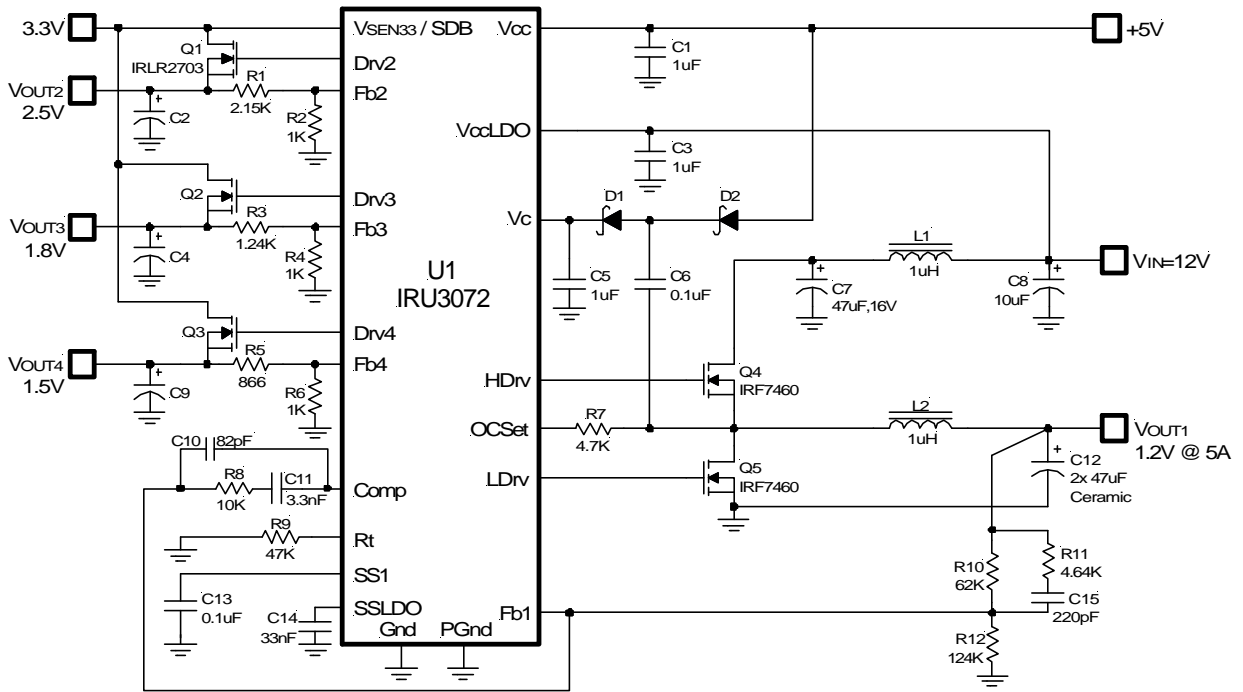 3.3V
VOUT2
2.5V
VOUT3
1.8V
VOUT4
1.5V
Q1
IRLR2703
R1
2.15K
C2
R2
1K
Q2
R3
1.24K
C4
R4
1K
Q3
R5
866
C9
R6
1K
C10
82pF
R8
10K
C11
3.3nF
R9
47K
C13
0.1uF
C14
33nF
VSEN33 / SDB
Drv2
Fb2
Drv3
Fb3
Drv4
Fb4
Comp
Rt
SS1
SSLDO
Gnd
PGnd
U1
IRU3072
Vcc
VccLDO
Vc
HDrv
OCSet
LDrv
Fb1
C1
1uF
C3
1uF
D1
D2
C5
1uF
C6
0.1uF
C7
47uF,16V
L1
1uH
C8
10uF
Q4
IRF7460
R7
4.7K
L2
1uH
Q5
IRF7460
C12
2x 47uF
Ceramic
R10
62K
R11
4.64K
C15
220pF
R12
124K
+5V
VIN=12V
VOUT1
1.2V @ 5A